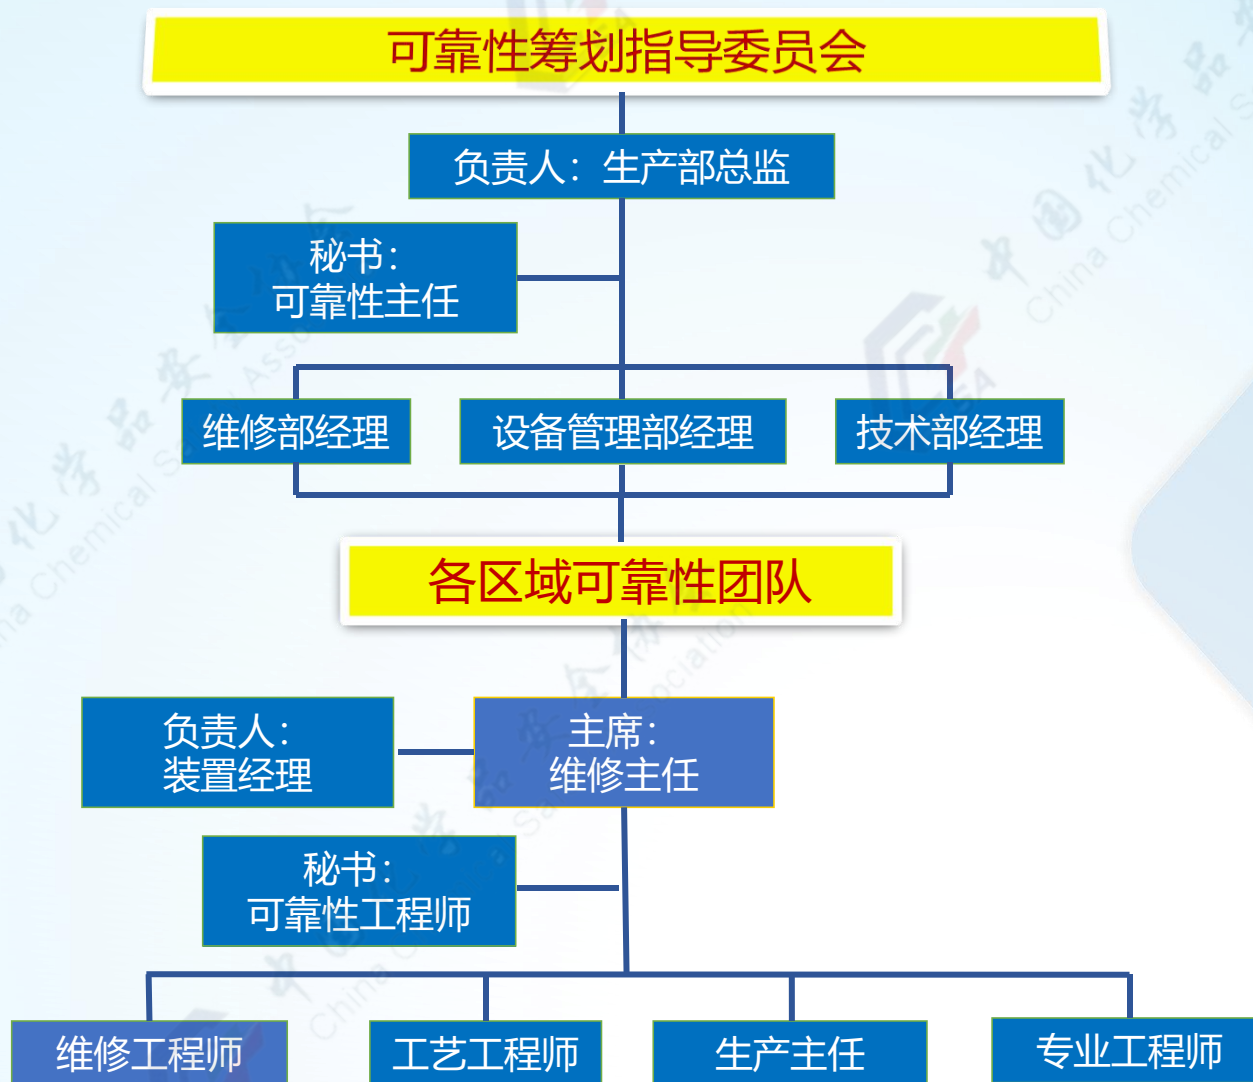 可靠性筹划指导委员会
负责人：生产部总监
秘书：
可靠性主任
维修部经理
设备管理部经理
技术部经理
各区域可靠性团队
负责人：
装置经理
主席：
维修主任
秘书：
可靠性工程师
维修工程师
工艺工程师
生产主任
专业工程师